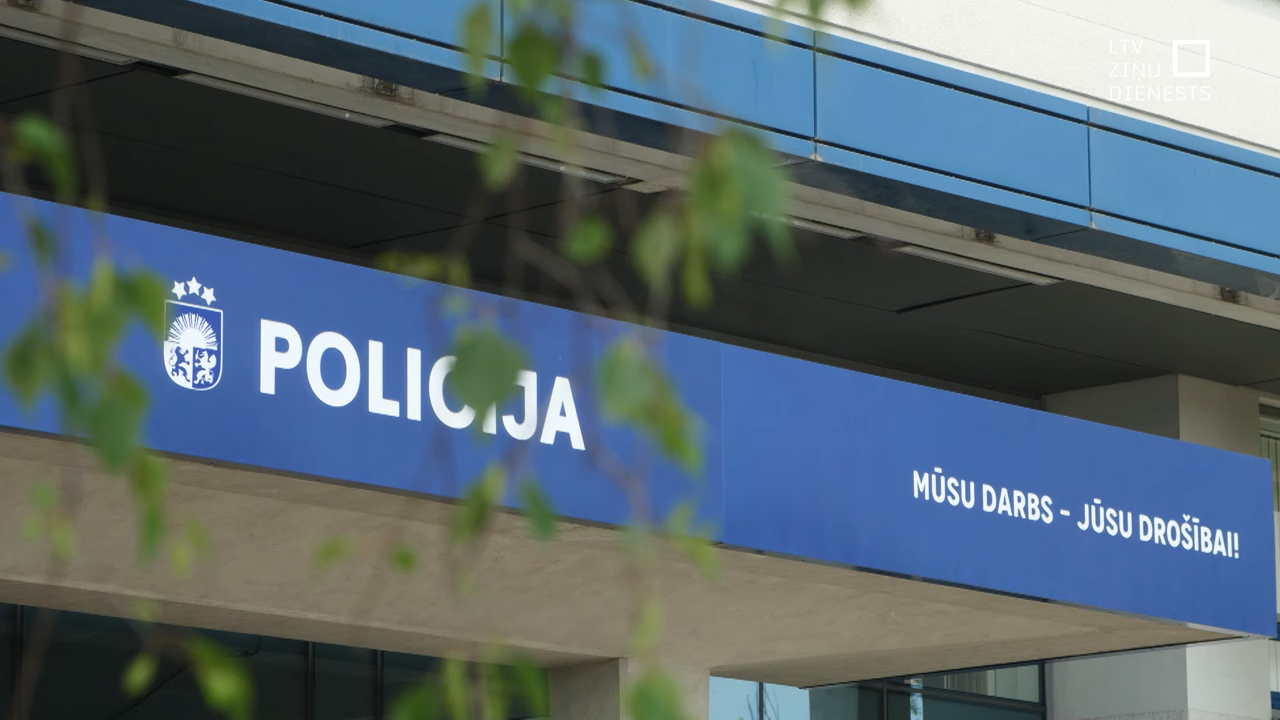 LTV
ZIŅU
DIENESTS
POLICIJA
MŪSU DARBS – JŪSU DROŠĪBAI!